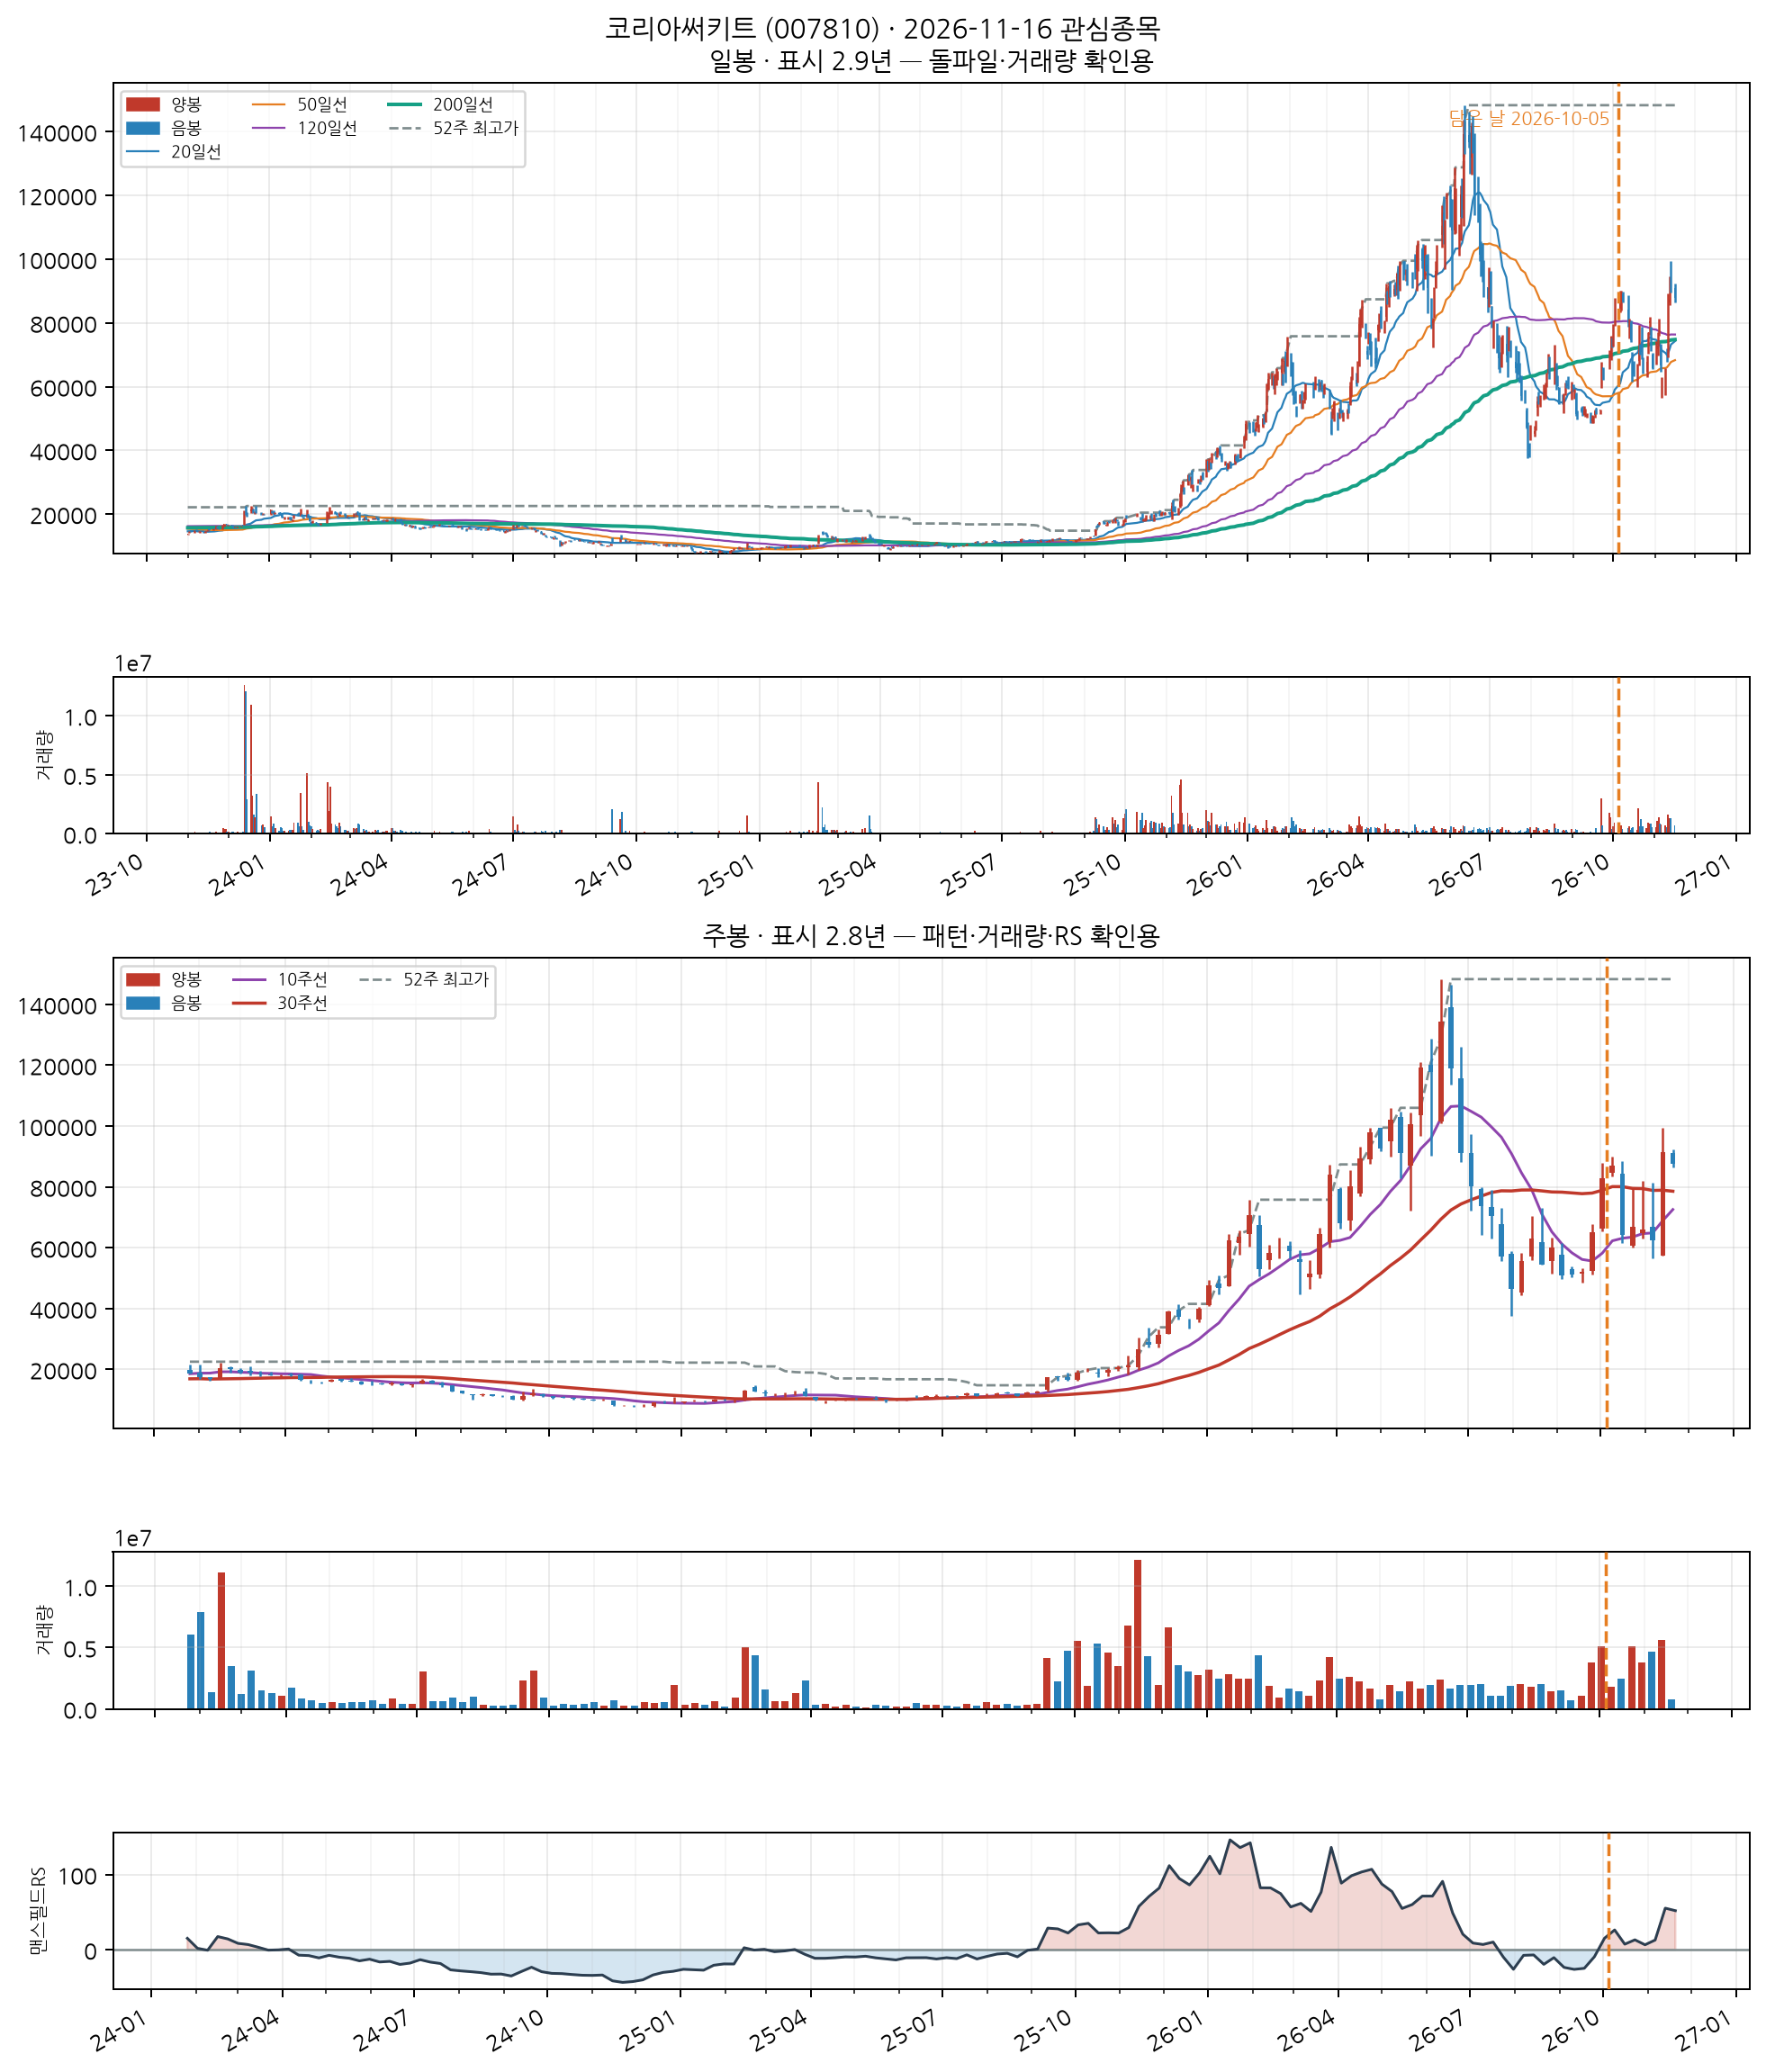 코리아써키트 (007810) · 2026-11-16 관심종목
일봉 · 표시 2.9년 — 돌파일·거래량 확인용
양봉 50일선 200일선
음봉 120일선 52주 최고가
20일선
담은 날 2026-10-05
140000
120000
100000
80000
60000
40000
20000
1e7
거래량
1.0
0.5
0.0
23-10 24-01 24-04 24-07 24-10 25-01 25-04 25-07 25-10 26-01 26-04 26-07 26-10 27-01
주봉 · 표시 2.8년 — 패턴·거래량·RS 확인용
양봉 10주선 52주 최고가
음봉 30주선
140000
120000
100000
80000
60000
40000
20000
1e7
거래량
1.0
0.5
0.0
맨스필드RS
100
0
24-01 24-04 24-07 24-10 25-01 25-04 25-07 25-10 26-01 26-04 26-07 26-10 27-01